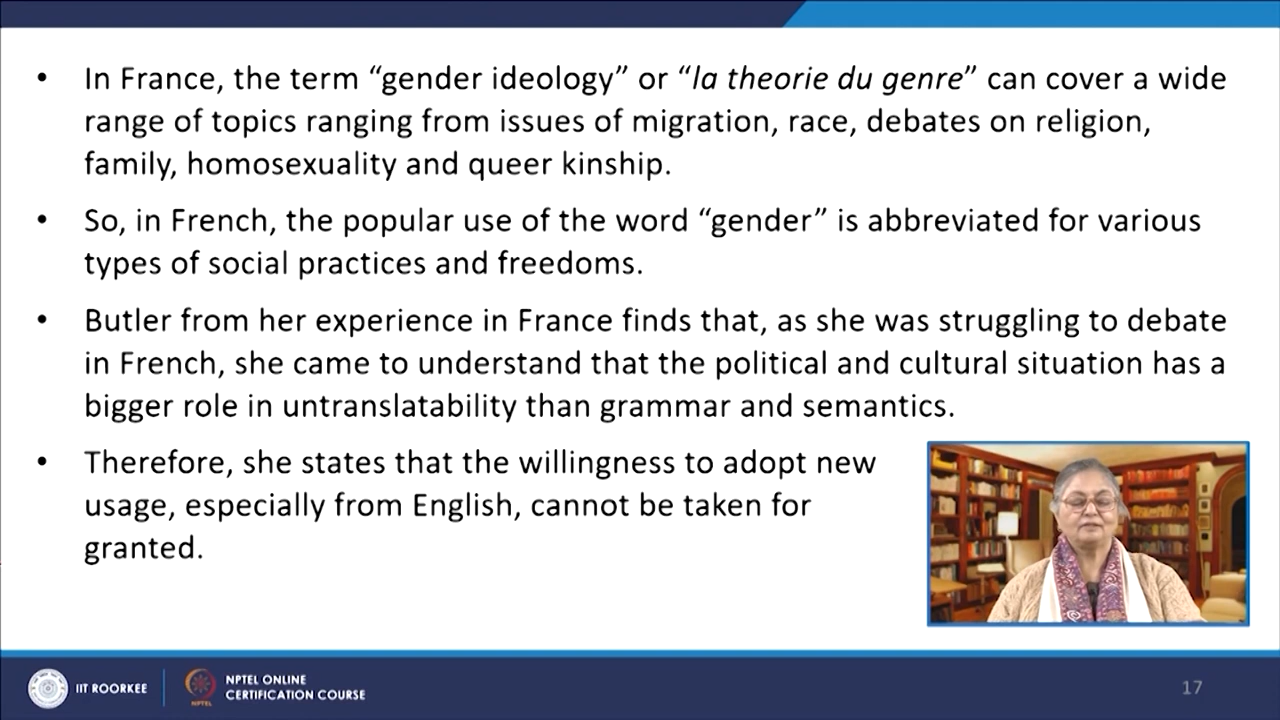 • In France, the term “gender ideology” or “la theorie du genre” can cover a wide
range of topics ranging from issues of migration, race, debates on religion,
family, homosexuality and queer kinship.
• So, in French, the popular use of the word “gender” is abbreviated for various
types of social practices and freedoms.
• Butler from her experience in France finds that, as she was struggling to debate
in French, she came to understand that the political and cultural situation has a
bigger role in untranslatability than grammar and semantics.
• Therefore, she states that the willingness to adopt new
usage, especially from English, cannot be taken for
granted.
IIT ROORKEE
NPTEL
NPTEL ONLINE
CERTIFICATION COURSE
17